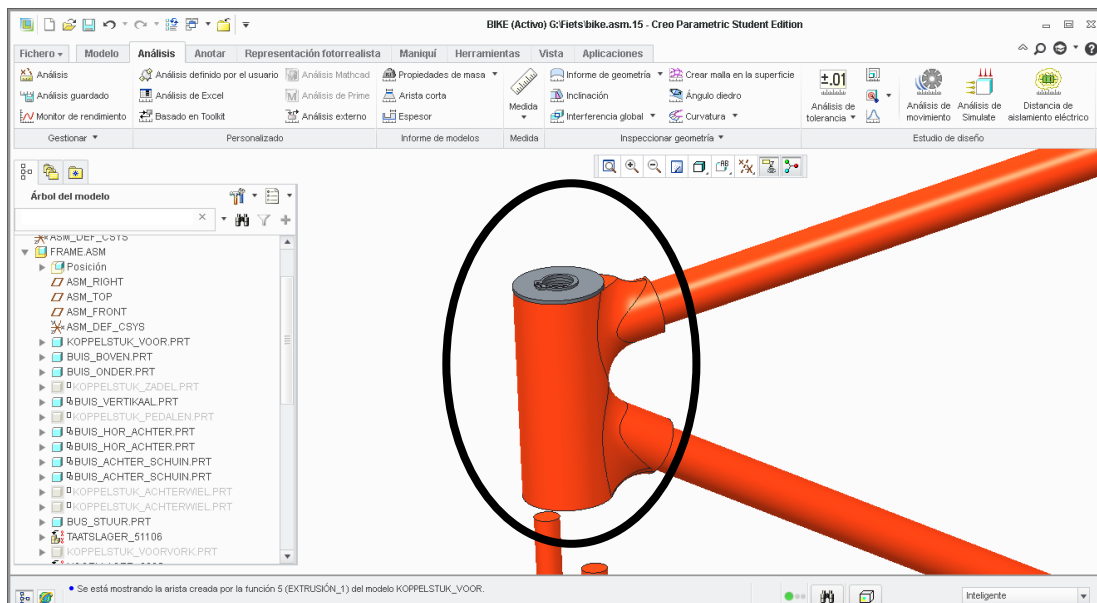 BIKE (Activo) G:\Fiets\bike.asm.15 - Creo Parametric Student Edition
Fichero Modelo Análisis Anotar Representación fotorrealista Maniquí Herramientas Vista Aplicaciones
Análisis Análisis definido por el usuario Análisis Mathcad Propiedades de masa Informe de geometría Crear malla en la superficie
Análisis guardado Análisis de Excel Análisis de Prime Arista corta Inclinación Ángulo diedro
Monitor de rendimiento Basado en Toolkit Análisis externo Espesor Interferencia global Curvatura
Medida
±.01
Análisis de tolerancia
Análisis de movimiento
Análisis de Simulate
Distancia de aislamiento eléctrico
Gestionar Personalizado Informe de modelos Medida Inspeccionar geometría Estudio de diseño
Árbol del modelo
ASM_DEF_CSYS
FRAME.ASM
Posición
ASM_RIGHT
ASM_TOP
ASM_FRONT
ASM_DEF_CSYS
KOPPELSTUK_VOOR.PRT
BUIS_BOVEN.PRT
BUIS_ONDER.PRT
KOPPELSTUK_ZADEL.PRT
BUIS_VERTIKAAL.PRT
KOPPELSTUK_PEDALEN.PRT
BUIS_HOR_ACHTER.PRT
BUIS_HOR_ACHTER.PRT
BUIS_ACHTER_SCHUIN.PRT
BUIS_ACHTER_SCHUIN.PRT
KOPPELSTUK_ACHTERWIEL.PRT
KOPPELSTUK_ACHTERWIEL.PRT
BUS_STUUR.PRT
TAATSLAGER_51106
KOPPELSTUK_VOORVORK.PRT
Se está mostrando la arista creada por la función 5 (EXTRUSIÓN_1) del modelo KOPPELSTUK_VOOR.
Inteligente